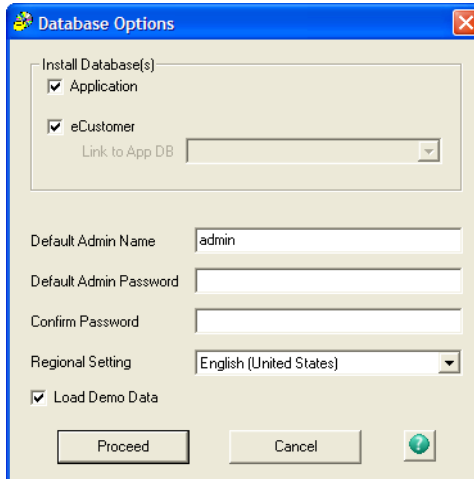 Database Options
Install Database(s)
Application
eCustomer
Link to App DB
Default Admin Name admin
Default Admin Password
Confirm Password
Regional Setting English (United States)
Load Demo Data
Proceed Cancel ?